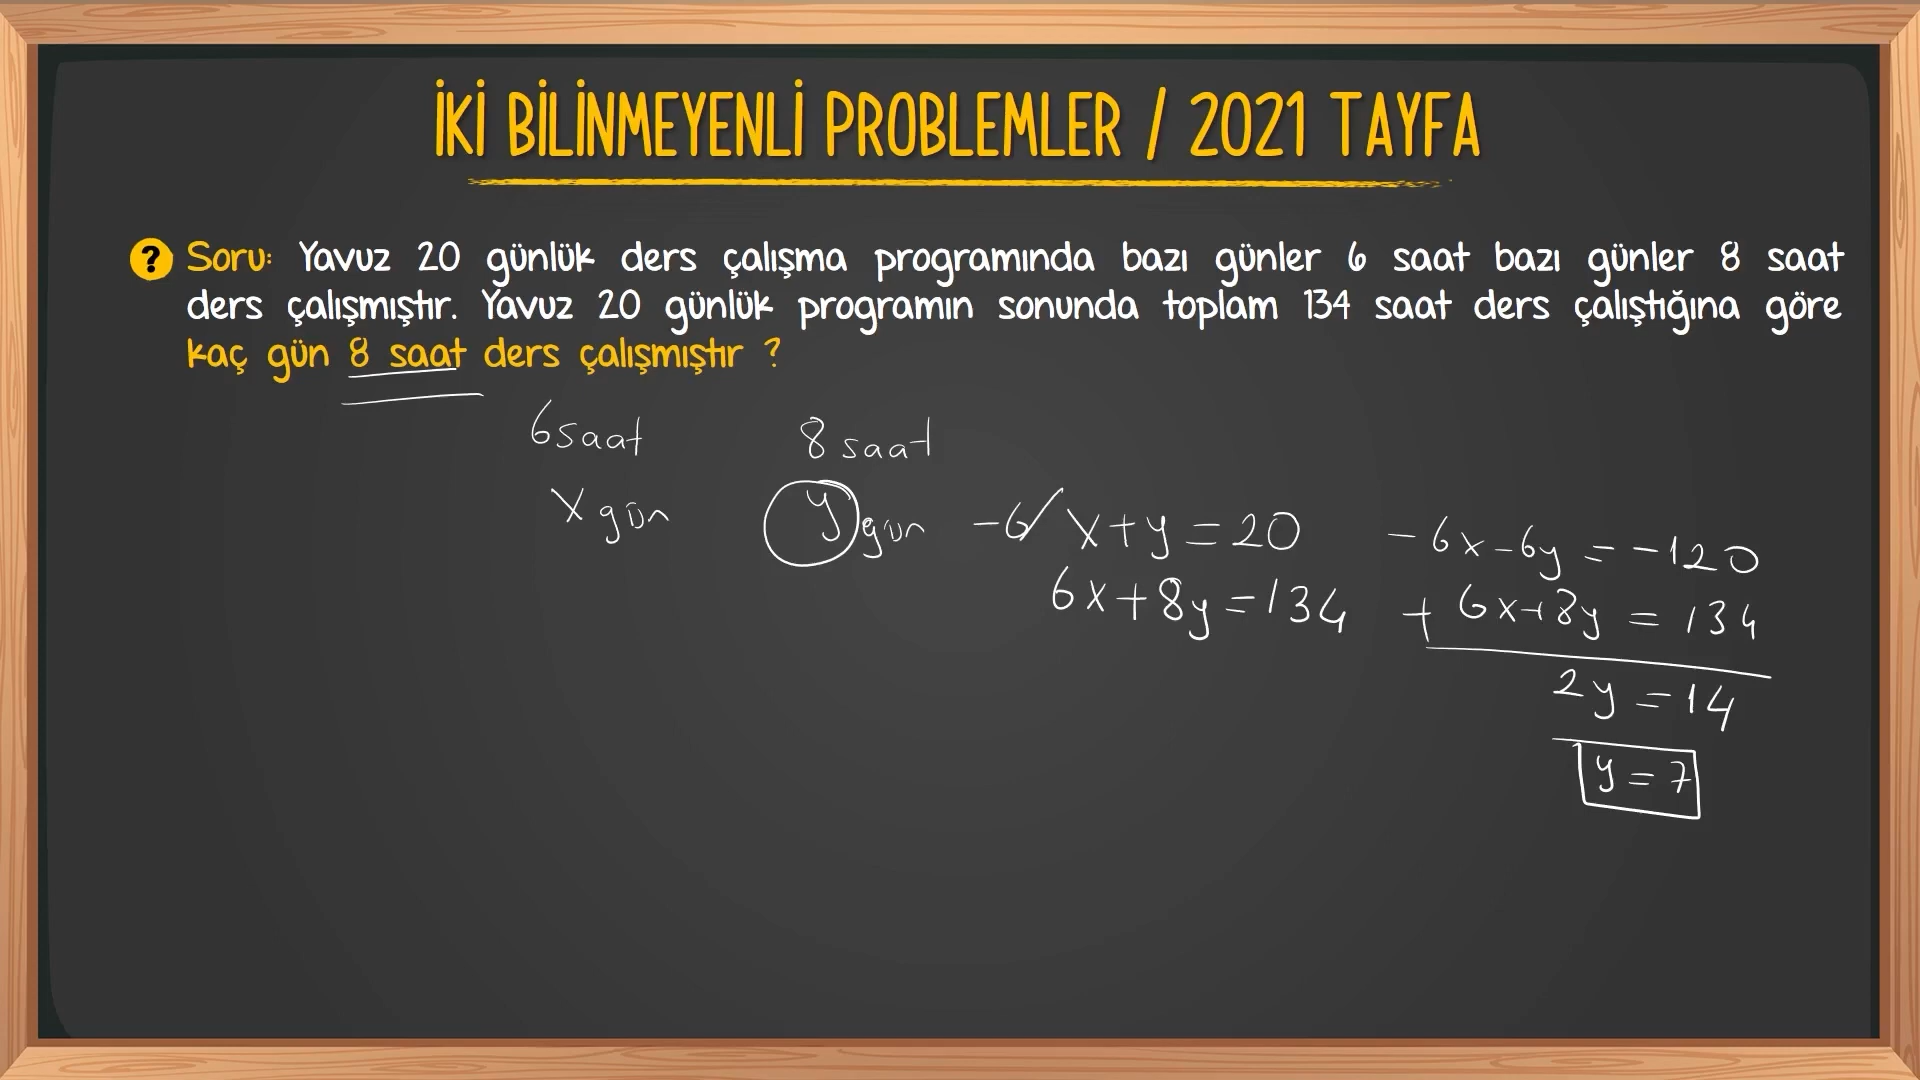 İKİ BİLİNMEYENLİ PROBLEMLER / 2021 TAYFA
? Soru: Yavuz 20 günlük ders çalışma programında bazı günler 6 saat bazı günler 8 saat
ders çalışmıştır. Yavuz 20 günlük programın sonunda toplam 134 saat ders çalıştığına göre
kaç gün 8 saat ders çalışmıştır ?
6 saat 8 saat
x gün y gün
-6/ x+y=20
6x+8y=134
-6x-6y=-120
+ 6x+8y=134
2y=14
y=7